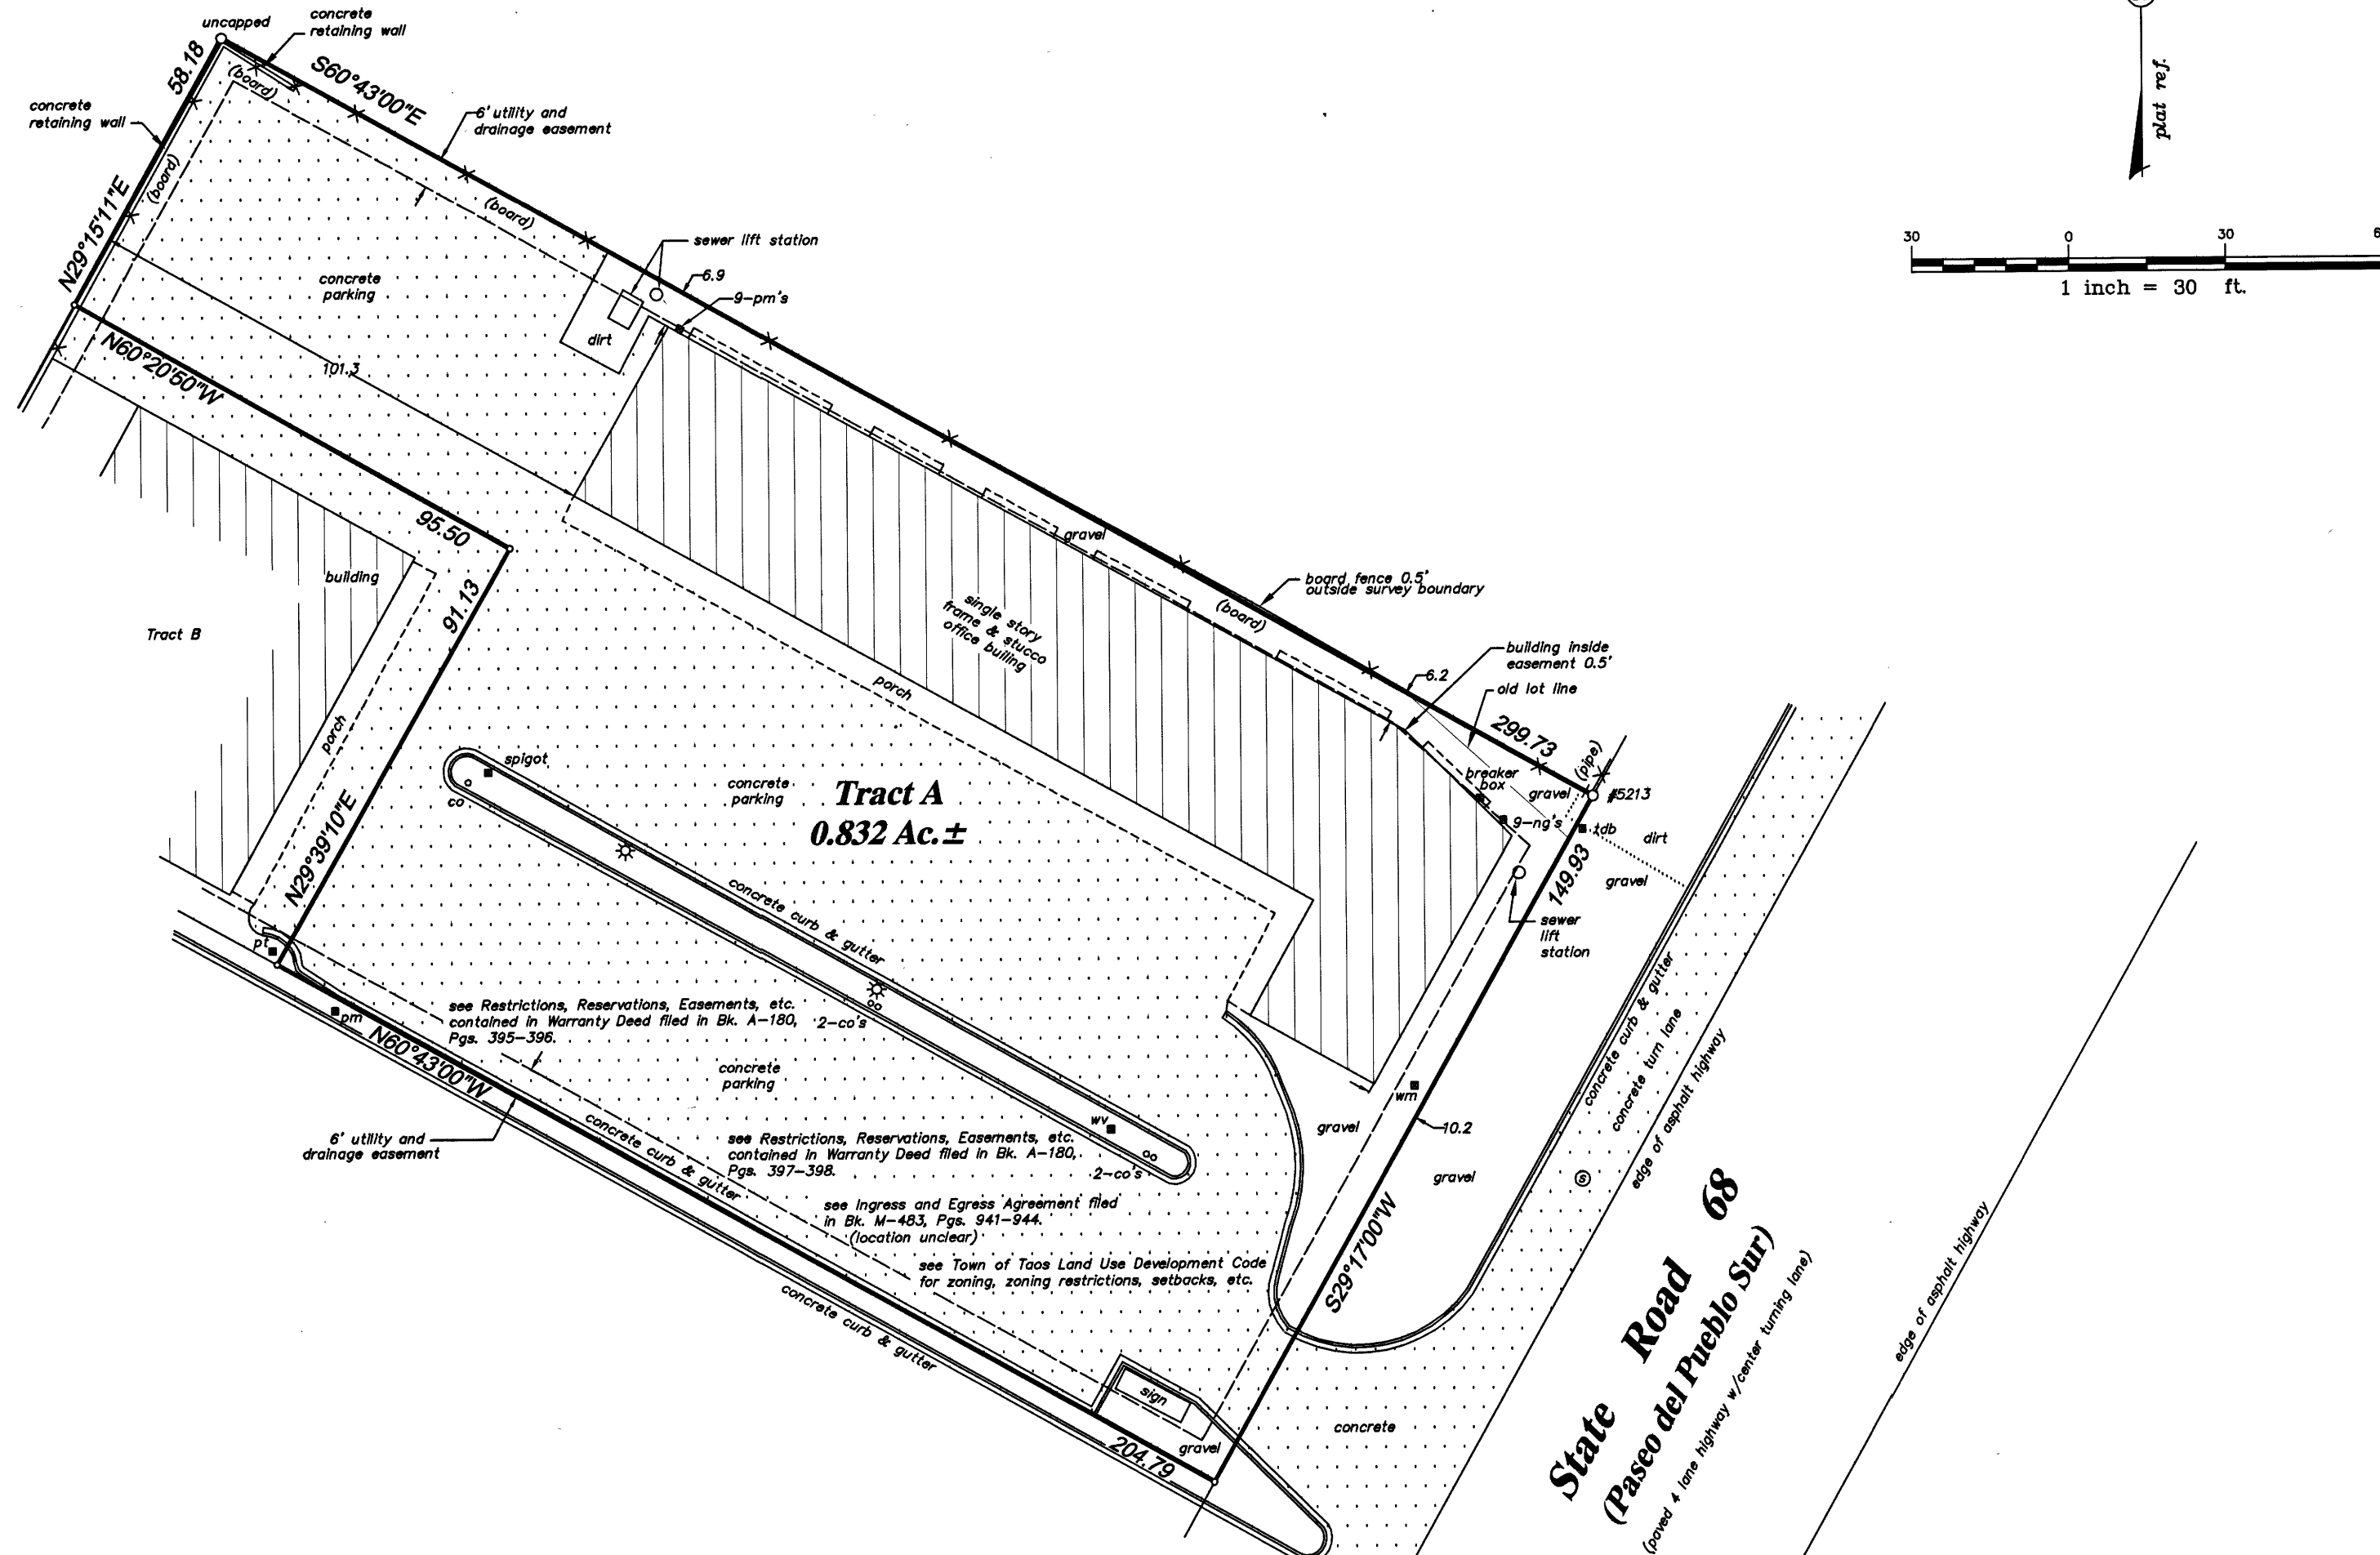 uncapped
concrete
retaining wall
58.18
(board)
S60°43'00"E
concrete
retaining wall
6' utility and
drainage easement
plat ref.
(board)
N29°15'11"E
(board)
sewer lift station
30
0
30
6.9
1 inch = 30 ft.
concrete
parking
9-pm's
dirt
N60°20'50"W
101.3
95.50
gravel
building
91.13
board fence 0.5'
outside survey boundary
(board)
single story
frame & stucco
office builing
Tract B
building inside
easement 0.5'
6.2
old lot line
porch
299.73
porch
(pipe)
spigot
breaker
box
gravel
#5213
concrete
parking
Tract A
0.832 Ac.±
co
9-ng's
tdb
dirt
N29°39'10"E
149.93
gravel
concrete curb & gutter
sewer
lift
station
pt
concrete curb & gutter
concrete turn lane
edge of asphalt highway
see Restrictions, Reservations, Easements, etc.
contained in Warranty Deed filed in Bk. A-180,
Pgs. 395-396.
2-co's
pm
N60°43'00"W
concrete
parking
wm
wv
gravel
10.2
6' utility and
drainage easement
concrete curb & gutter
see Restrictions, Reservations, Easements, etc.
contained in Warranty Deed filed in Bk. A-180,
Pgs. 397-398.
2-co's
gravel
S
see Ingress and Egress Agreement filed
in Bk. M-483, Pgs. 941-944.
(location unclear)
S29°17'00"W
see Town of Taos Land Use Development Code
for zoning, zoning restrictions, setbacks, etc.
concrete curb & gutter
State Road 68
(Paseo del Pueblo Sur)
(paved 4 lane highway w/center turning lane)
edge of asphalt highway
sign
concrete
204.79
gravel